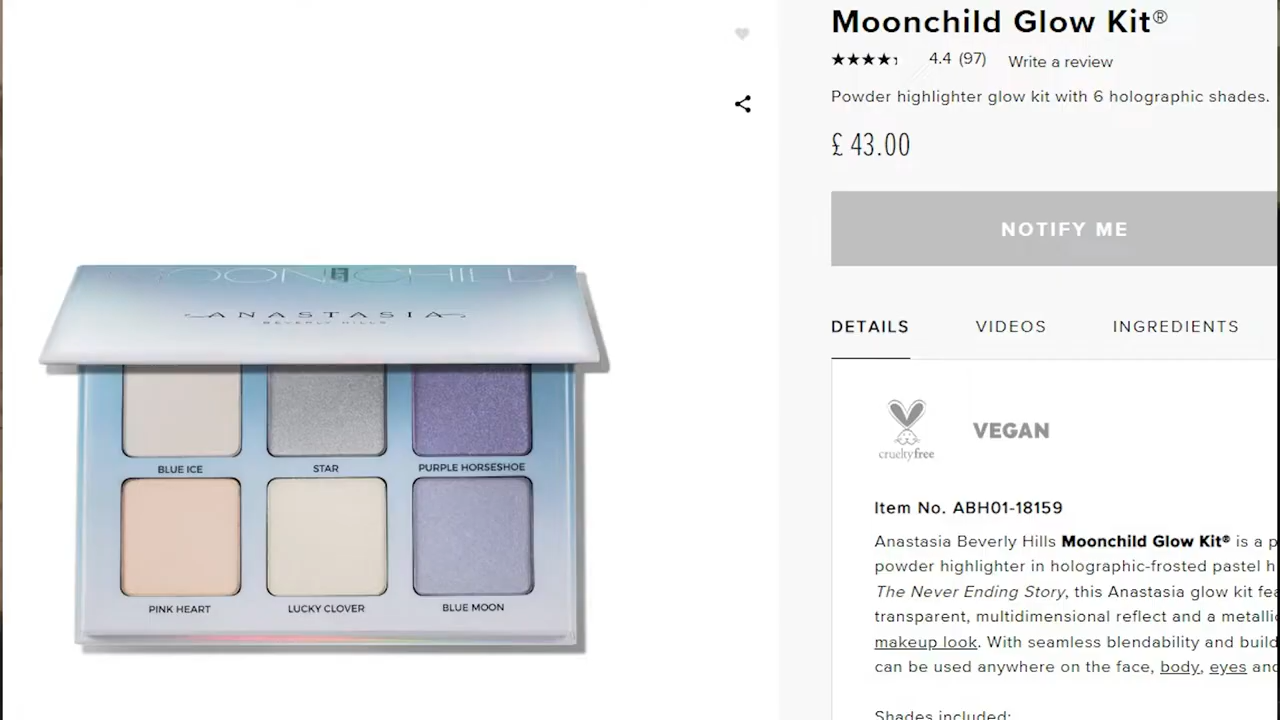 Moonchild Glow Kit®
4.4 (97) Write a review
Powder highlighter glow kit with 6 holographic shades.
£ 43.00
NOTIFY ME
DETAILS VIDEOS INGREDIENTS
crueltyfree
VEGAN
Item No. ABH01-18159
Anastasia Beverly Hills Moonchild Glow Kit® is a
powder highlighter in holographic-frosted pastel
The Never Ending Story, this Anastasia glow kit
transparent, multidimensional reflect and a
makeup look. With seamless blendability and
can be used anywhere on the face, body, eyes
Shades included:
ANASTASIA
BEVERLY HILLS
BLUE ICE STAR PURPLE HORSESHOE
PINK HEART LUCKY CLOVER BLUE MOON